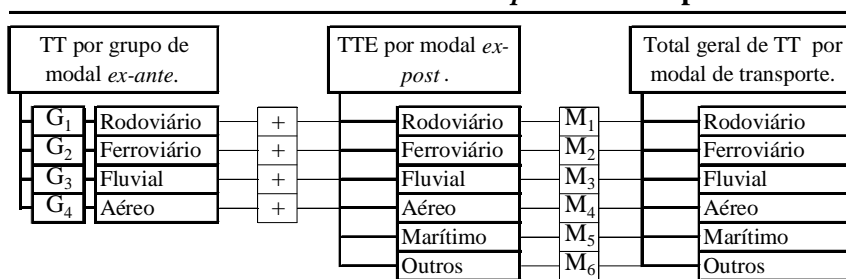 TT por grupo de
modal ex-ante.
TTE por modal ex-
post .
Total geral de TT por
modal de transporte.
G1 Rodoviário + Rodoviário M1 Rodoviário
G2 Ferroviário + Ferroviário M2 Ferroviário
G3 Fluvial + Fluvial M3 Fluvial
G4 Aéreo + Aéreo M4 Aéreo
Marítimo M5 Marítimo
Outros M6 Outros